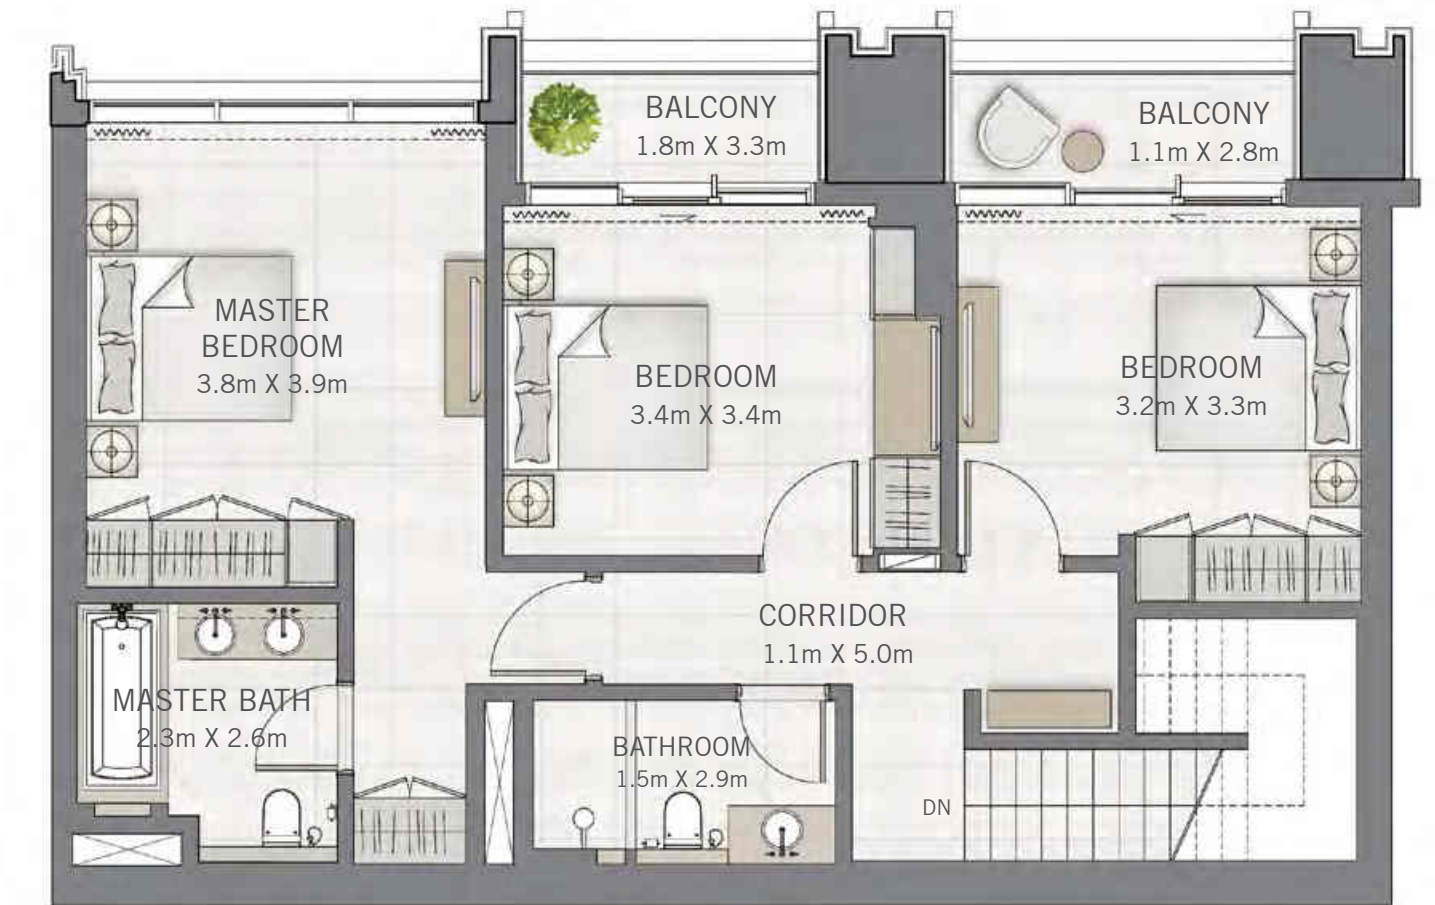 BALCONY
1.8m X 3.3m
BALCONY
1.1m X 2.8m
MASTER
BEDROOM
3.8m X 3.9m
BEDROOM
3.4m X 3.4m
BEDROOM
3.2m X 3.3m
CORRIDOR
1.1m X 5.0m
MASTER BATH
2.3m X 2.6m
BATHROOM
1.5m X 2.9m
DN